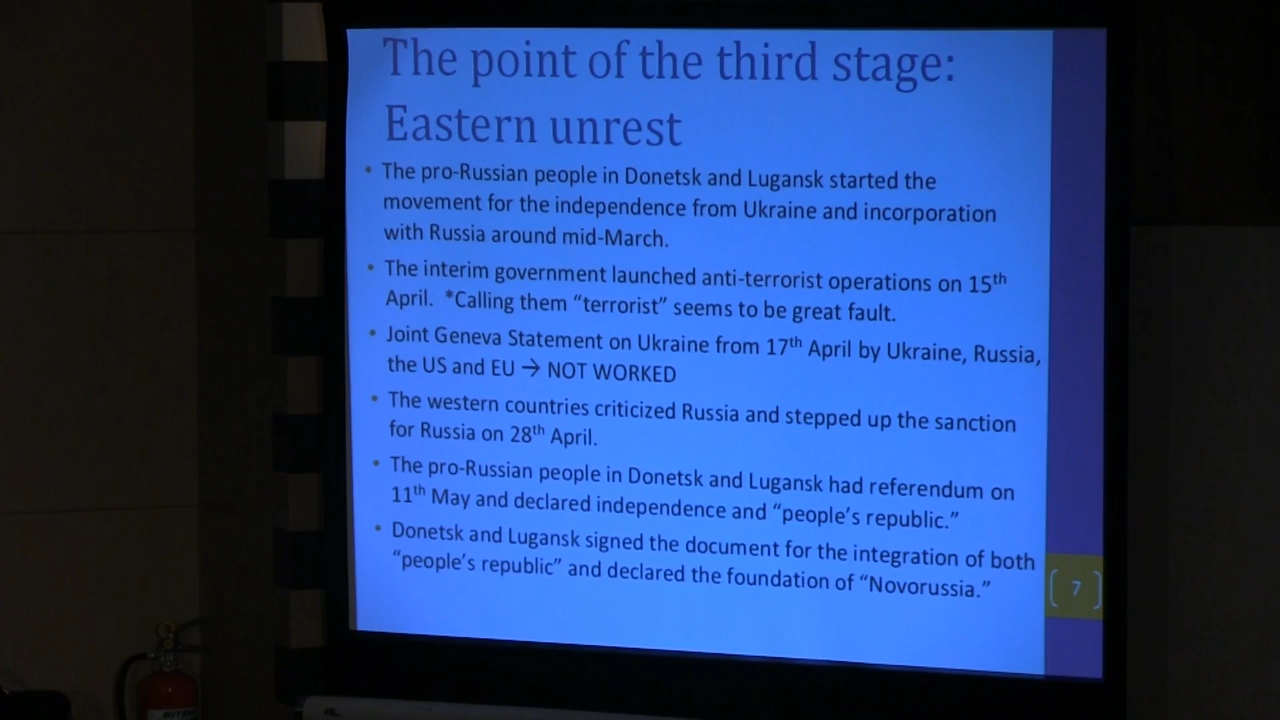 The point of the third stage:
Eastern unrest
• The pro-Russian people in Donetsk and Lugansk started the
movement for the independence from Ukraine and incorporation
with Russia around mid-March.
• The interim government launched anti-terrorist operations on 15th
April. *Calling them “terrorist” seems to be great fault.
• Joint Geneva Statement on Ukraine from 17th April by Ukraine, Russia,
the US and EU → NOT WORKED
• The western countries criticized Russia and stepped up the sanction
for Russia on 28th April.
• The pro-Russian people in Donetsk and Lugansk had referendum on
11th May and declared independence and “people’s republic.”
• Donetsk and Lugansk signed the document for the integration of both
“people’s republic” and declared the foundation of “Novorussia.”
7